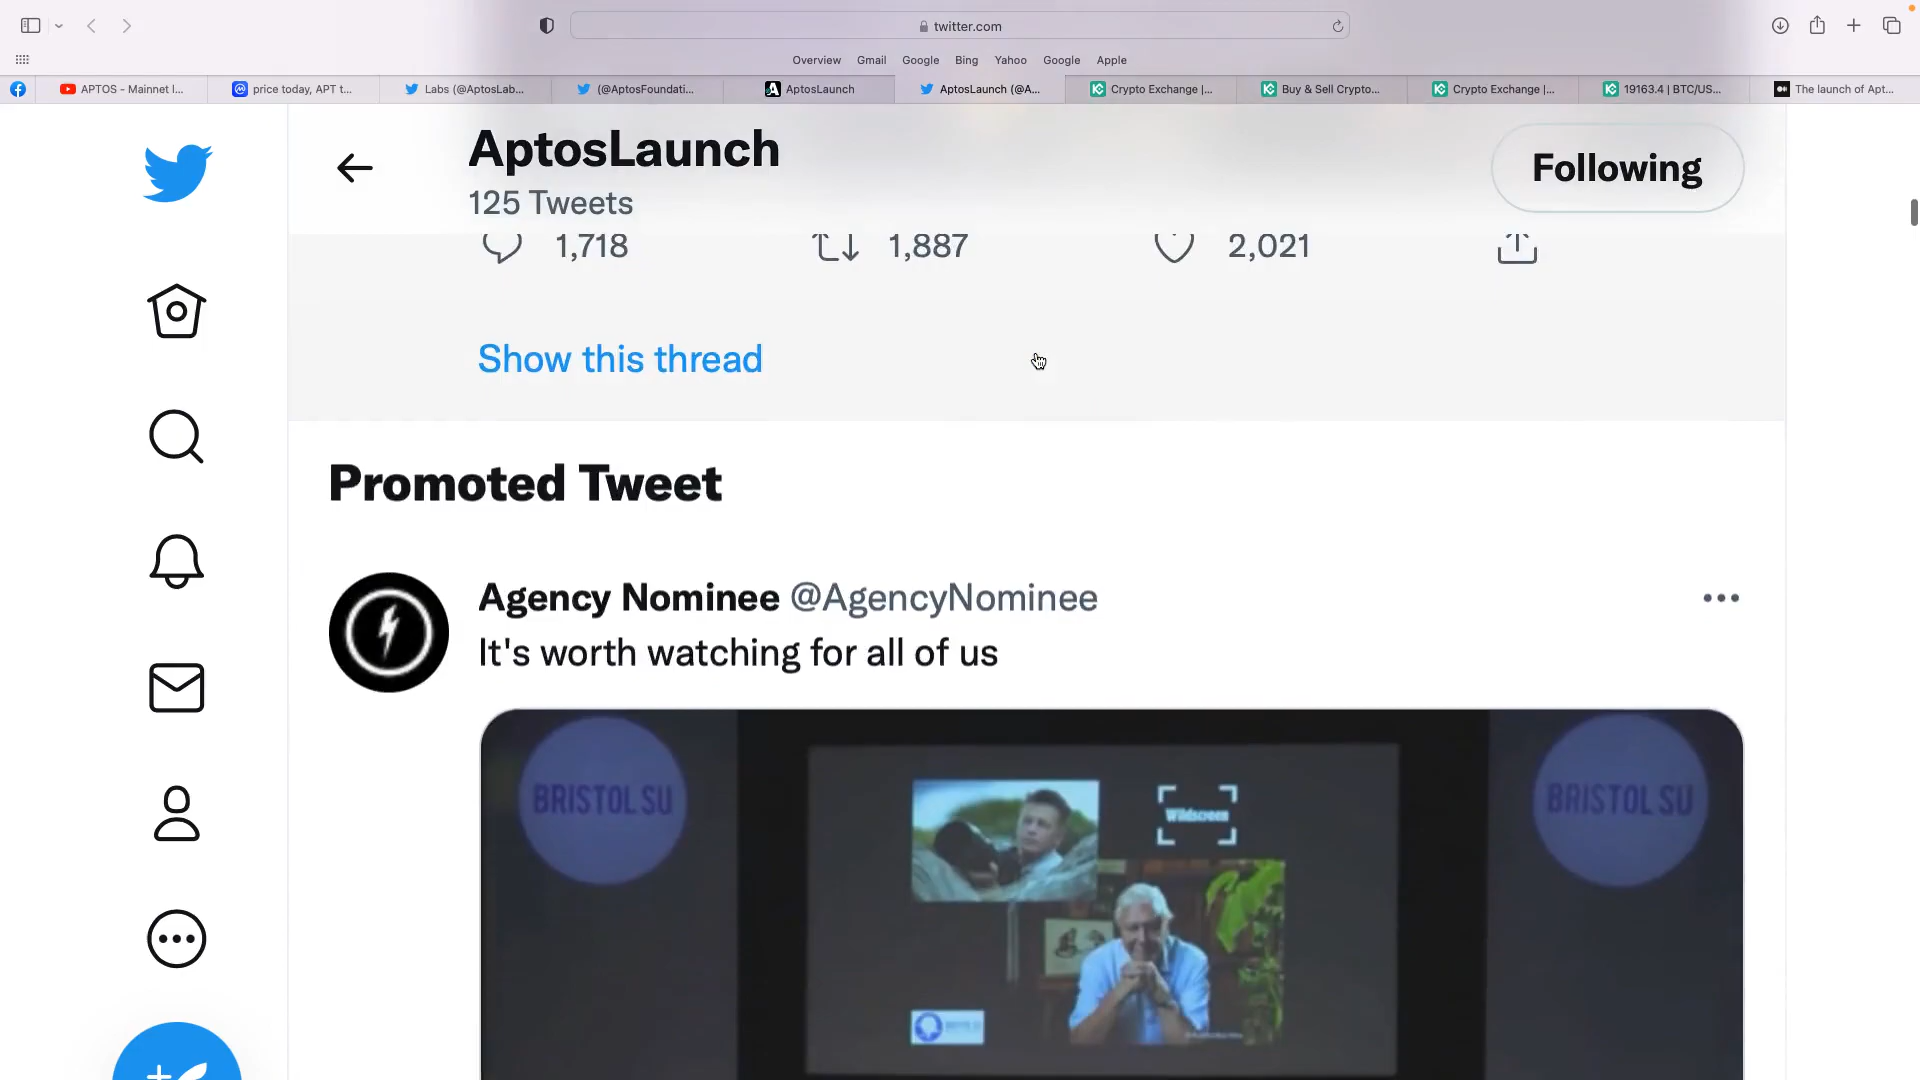 twitter.com
Overview Gmail Google Bing Yahoo Google Apple
APTOS - Mainnet l... price today, APT t... Labs (@AptosLab... (@AptosFoundati... AptosLaunch AptosLaunch (@A... Crypto Exchange |... Buy & Sell Crypto... Crypto Exchange |... 19163.4 | BTC/US... The launch of Apt...
AptosLaunch
Following
125 Tweets
1,718 1,887 2,021
Show this thread
Promoted Tweet
Agency Nominee @AgencyNominee
It's worth watching for all of us
BRISTOL SU
BRISTOL SU
Wildscreen